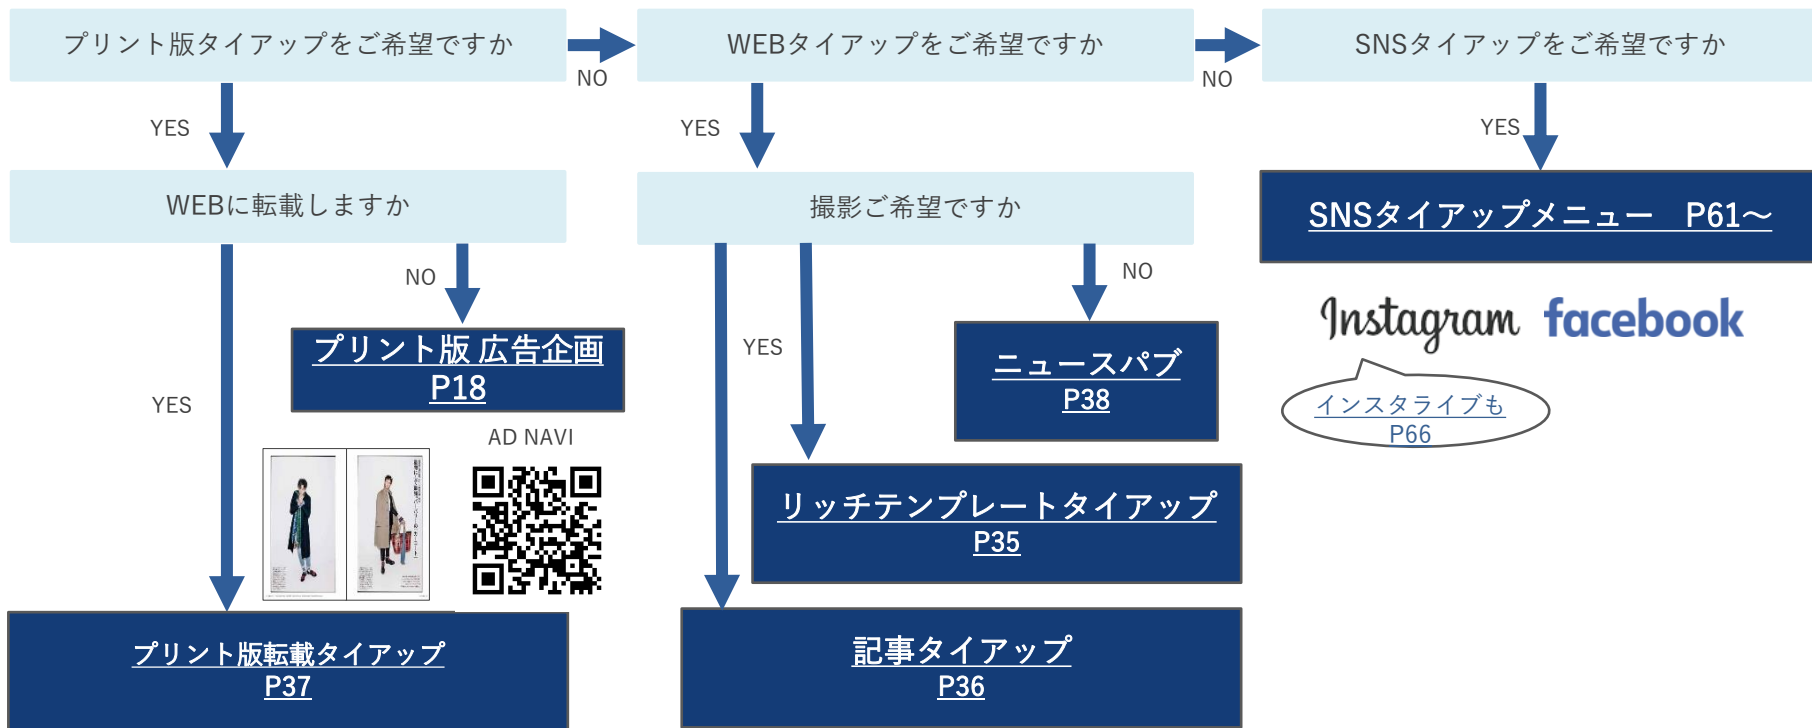 プリント版タイアップをご希望ですか
NO
WEBタイアップをご希望ですか
NO
SNSタイアップをご希望ですか
YES
YES
YES
WEBに転載しますか
撮影ご希望ですか
SNSタイアップメニュー P61～
NO
YES
NO
Instagram
facebook
プリント版 広告企画
P18
YES
ニュースパブ
P38
インスタライブも
P66
YES
AD NAVI
リッチテンプレートタイアップ
P35
プリント版転載タイアップ
P37
記事タイアップ
P36